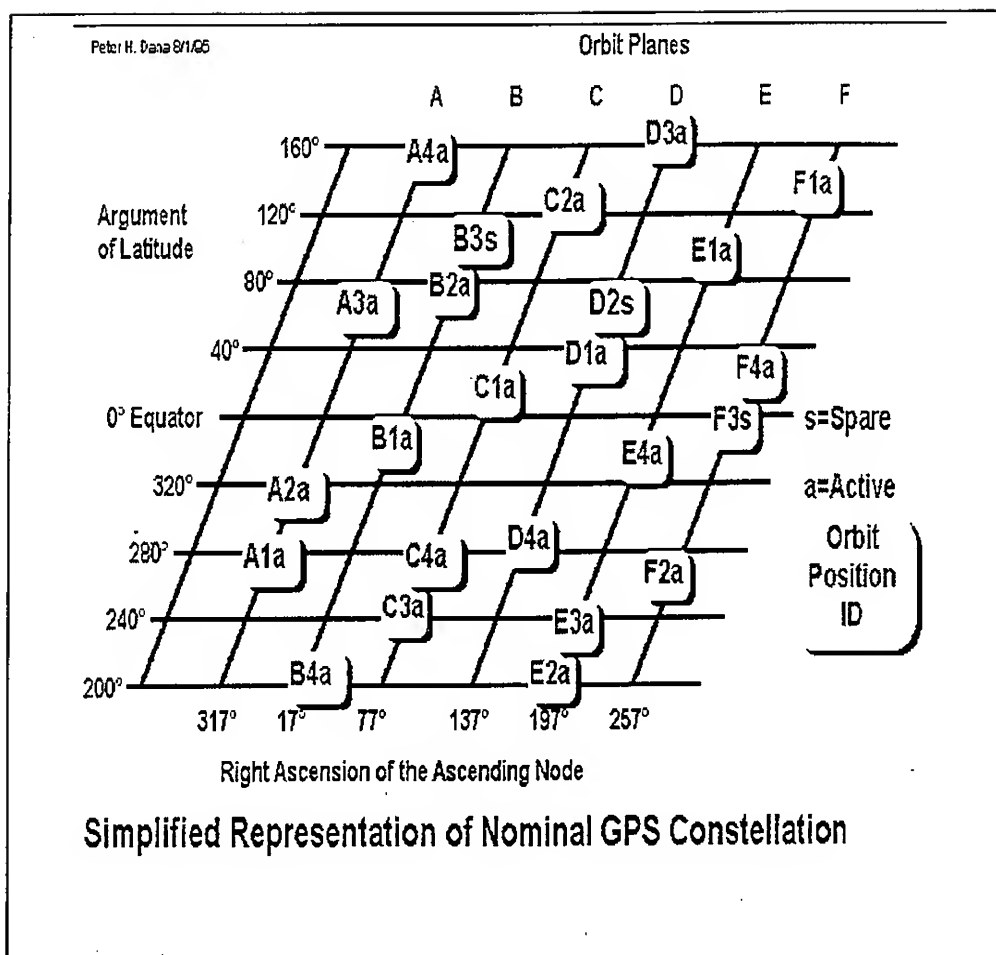 Peter H. Dana 8/1/95
Orbit Planes
A B C D E F
160° A4a D3a
F1a
C2a
Argument of Latitude
120°
B3s
E1a
80° B2a
A3a D2s
40° D1a
F4a
C1a
0° Equator F3s s=Spare
B1a
E4a
320° A2a a=Active
280° A1a C4a D4a
F2a
Orbit Position ID
C3a
240° E3a
B4a E2a
200°
317° 17° 77° 137° 197° 257°
Right Ascension of the Ascending Node
Simplified Representation of Nominal GPS Constellation